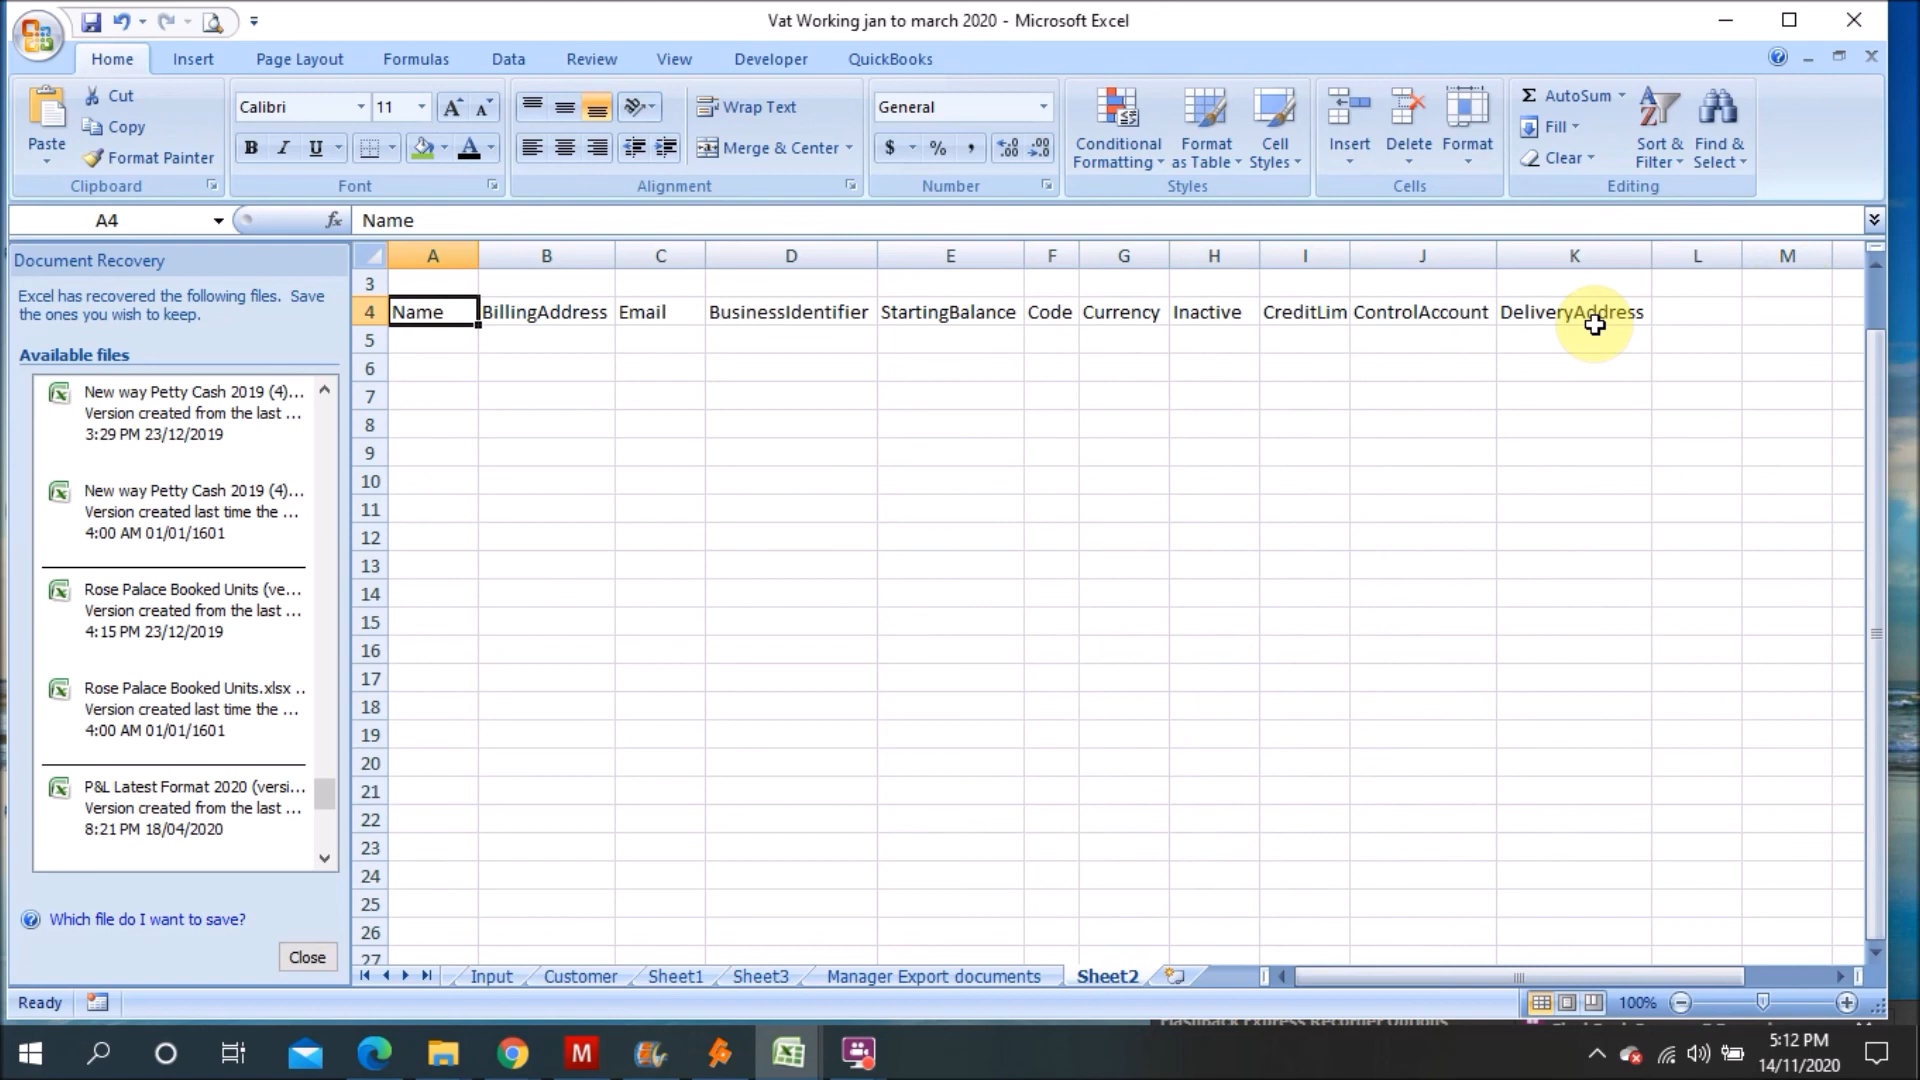 Vat Working jan to march 2020 - Microsoft Excel
Home Insert Page Layout Formulas Data Review View Developer QuickBooks
Paste
Cut
Copy
Format Painter
Clipboard
Calibri 11
B I U
Font
Wrap Text
Merge & Center
Alignment
General
$ % ,
Number
Conditional Formatting
Format as Table
Cell Styles
Styles
Insert Delete Format
Cells
Σ AutoSum
Fill
Clear
Sort & Filter
Find & Select
Editing
A4 fx Name
Document Recovery
Excel has recovered the following files. Save
the ones you wish to keep.
Available files
New way Petty Cash 2019 (4)...
Version created from the last ...
3:29 PM 23/12/2019
New way Petty Cash 2019 (4)...
Version created last time the ...
4:00 AM 01/01/1601
Rose Palace Booked Units (ve...
Version created from the last ...
4:15 PM 23/12/2019
Rose Palace Booked Units.xlsx ..
Version created last time the ...
4:00 AM 01/01/1601
P&L Latest Format 2020 (versi...
Version created from the last ...
8:21 PM 18/04/2020
Which file do I want to save?
Close
A B C D E F G H I J K L M
3
4 Name BillingAddress Email BusinessIdentifier StartingBalance Code Currency Inactive CreditLim ControlAccount DeliveryAddress
5
6
7
8
9
10
11
12
13
14
15
16
17
18
19
20
21
22
23
24
25
26
27
Input Customer Sheet1 Sheet3 Manager Export documents Sheet2
Ready 100%
5:12 PM
14/11/2020